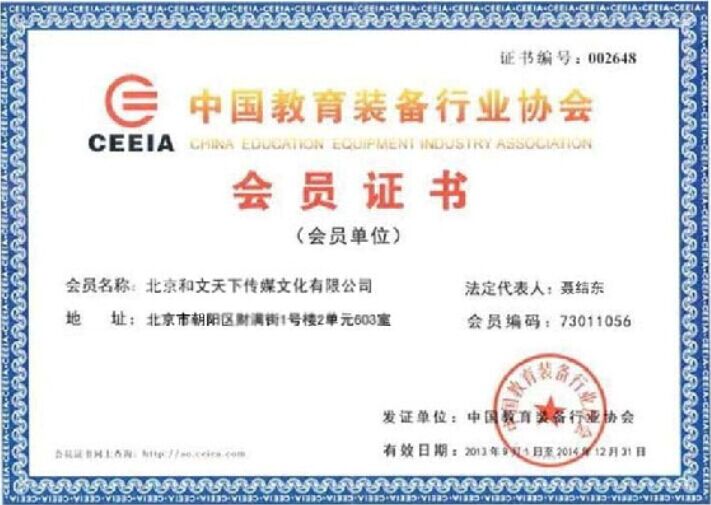 证书编号：002648
中国教育装备行业协会
CEEIA CHINA EDUCATION EQUIPMENT INDUSTRY ASSOCIATION
会员证书
（会员单位）
会员名称：北京和文天下传媒文化有限公司 法定代表人：聂结东
地 址：北京市朝阳区财满街1号楼2单元603室 会员编码：73011056
中国教育装备行业协会
发证单位：中国教育装备行业协会
会员证书网上查询：http://ao.ceeia.com 有效日期：2013年9月1日至2014年12月31日